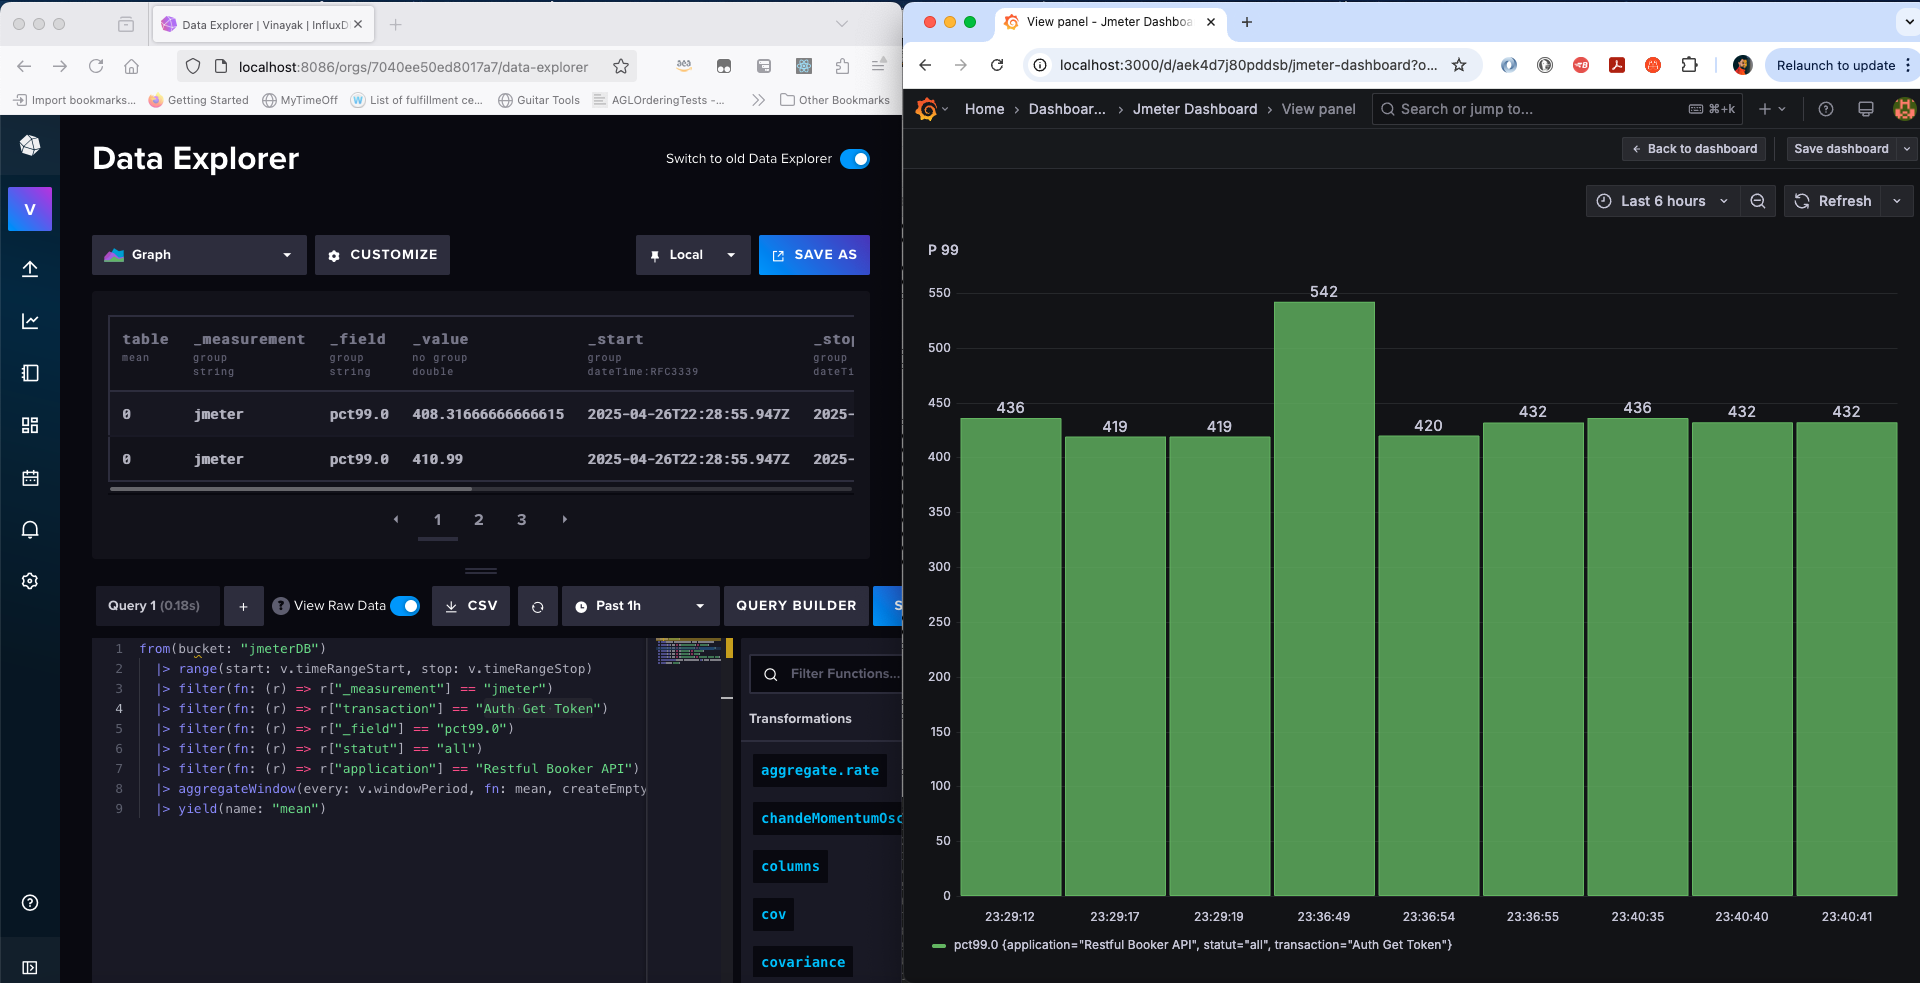 Data Explorer | Vinayak | InfluxD
localhost:8086/orgs/7040ee50ed8017a7/data-explorer
Import bookmarks...
Getting Started
MyTimeOff
List of fulfillment ce...
Guitar Tools
AGLOrderingTests -...
Other Bookmarks
V
Data Explorer
Switch to old Data Explorer
Graph
CUSTOMIZE
Local
SAVE AS
table _measurement _field _value _start _stop
mean group group no group group group
string string double dateTime:RFC3339 dateTi
0 jmeter pct99.0 408.31666666666615 2025-04-26T22:28:55.947Z 2025-
0 jmeter pct99.0 410.99 2025-04-26T22:28:55.947Z 2025-
1 2 3
Query 1 (0.18s)
+
View Raw Data
CSV
Past 1h
QUERY BUILDER
S
1 from(bucket: "jmeterDB")
2 |> range(start: v.timeRangeStart, stop: v.timeRangeStop)
3 |> filter(fn: (r) => r["_measurement"] == "jmeter")
4 |> filter(fn: (r) => r["transaction"] == "Auth Get Token")
5 |> filter(fn: (r) => r["_field"] == "pct99.0")
6 |> filter(fn: (r) => r["statut"] == "all")
7 |> filter(fn: (r) => r["application"] == "Restful Booker API")
8 |> aggregateWindow(every: v.windowPeriod, fn: mean, createEmpty
9 |> yield(name: "mean")
Filter Functions...
Transformations
aggregate.rate
chandeMomentumOsc
columns
cov
covariance
View panel - Jmeter Dashboa
localhost:3000/d/aek4d7j80pddsb/jmeter-dashboard?o...
Relaunch to update
Home › Dashboar... › Jmeter Dashboard › View panel
Search or jump to...
⌘+k
Back to dashboard
Save dashboard
Last 6 hours
Refresh
P 99
550
500
450
400
350
300
250
200
150
100
50
0
436
419
419
542
420
432
436
432
432
23:29:12 23:29:17 23:29:19 23:36:49 23:36:54 23:36:55 23:40:35 23:40:40 23:40:41
pct99.0 {application="Restful Booker API", statut="all", transaction="Auth Get Token"}